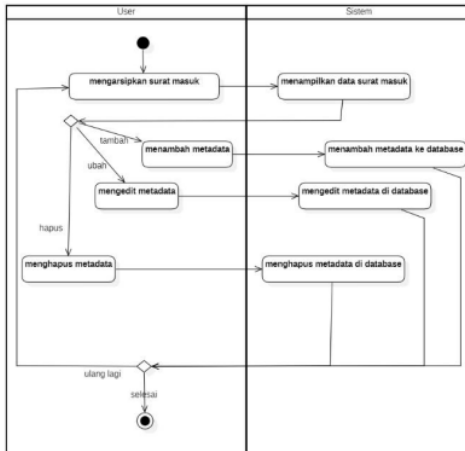 User
Sistem
mengarsipkan surat masuk
menampilkan data surat masuk
tambah
menambah metadata
menambah metadata ke database
ubah
mengedit metadata
mengedit metadata di database
hapus
menghapus metadata
menghapus metadata di database
ulang lagi
selesai